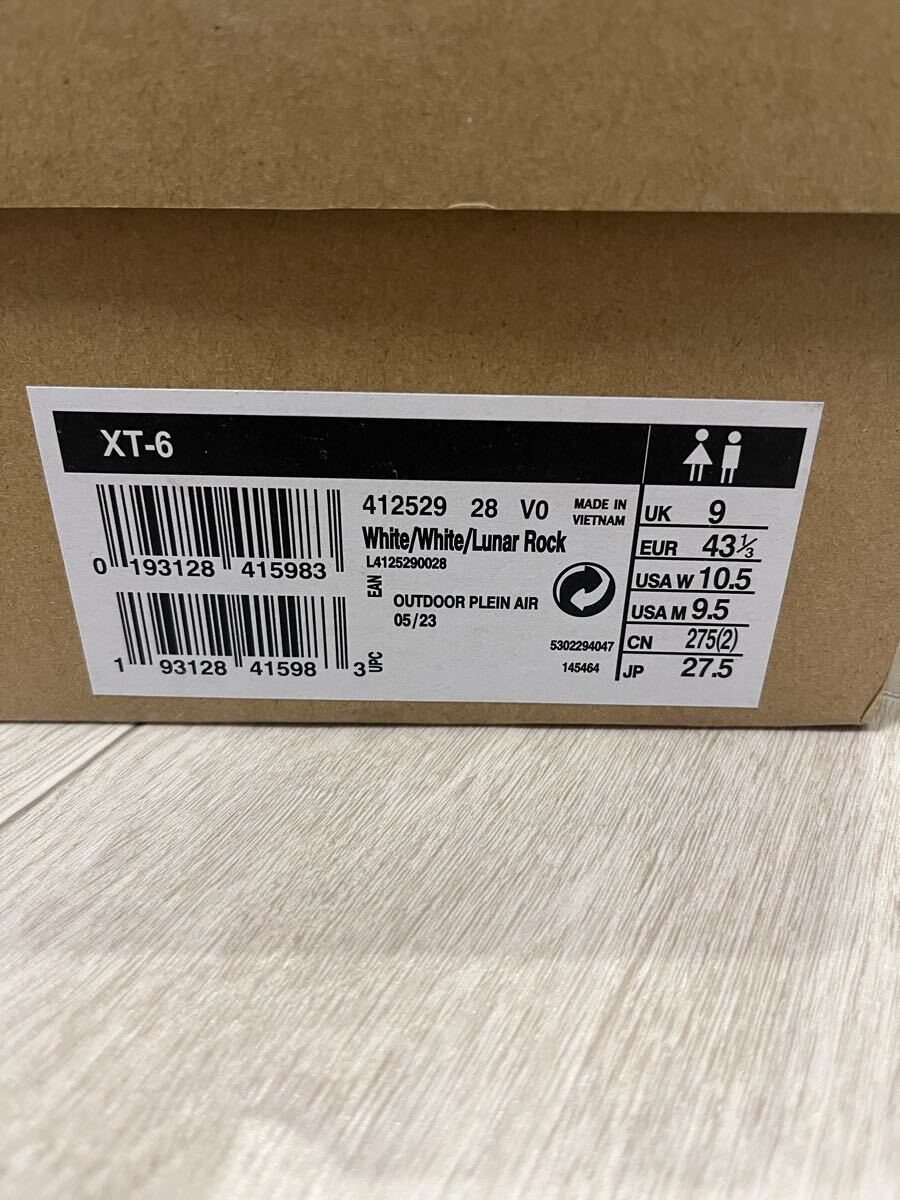 XT-6
412529 28 V0
MADE IN
VIETNAM
White/White/Lunar Rock
L4125290028
0 193128 415983
EAN
OUTDOOR PLEIN AIR
05/23
1 93128 41598 3
UPC
5302294047
145464
UK 9
EUR 43⅓
USA W 10.5
USA M 9.5
CN 275(2)
JP 27.5